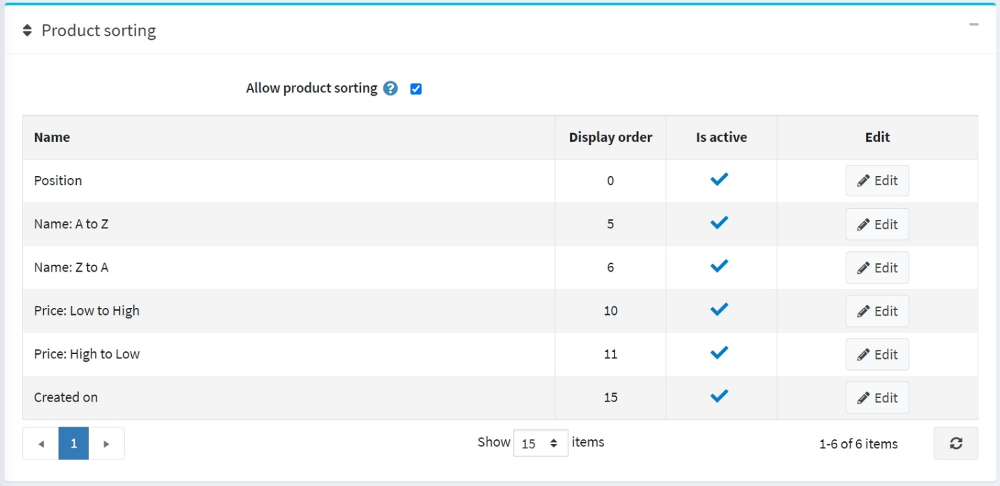 Product sorting
Allow product sorting ?
Name Display order Is active Edit
Position 0 Edit
Name: A to Z 5 Edit
Name: Z to A 6 Edit
Price: Low to High 10 Edit
Price: High to Low 11 Edit
Created on 15 Edit
1 Show 15 items 1-6 of 6 items